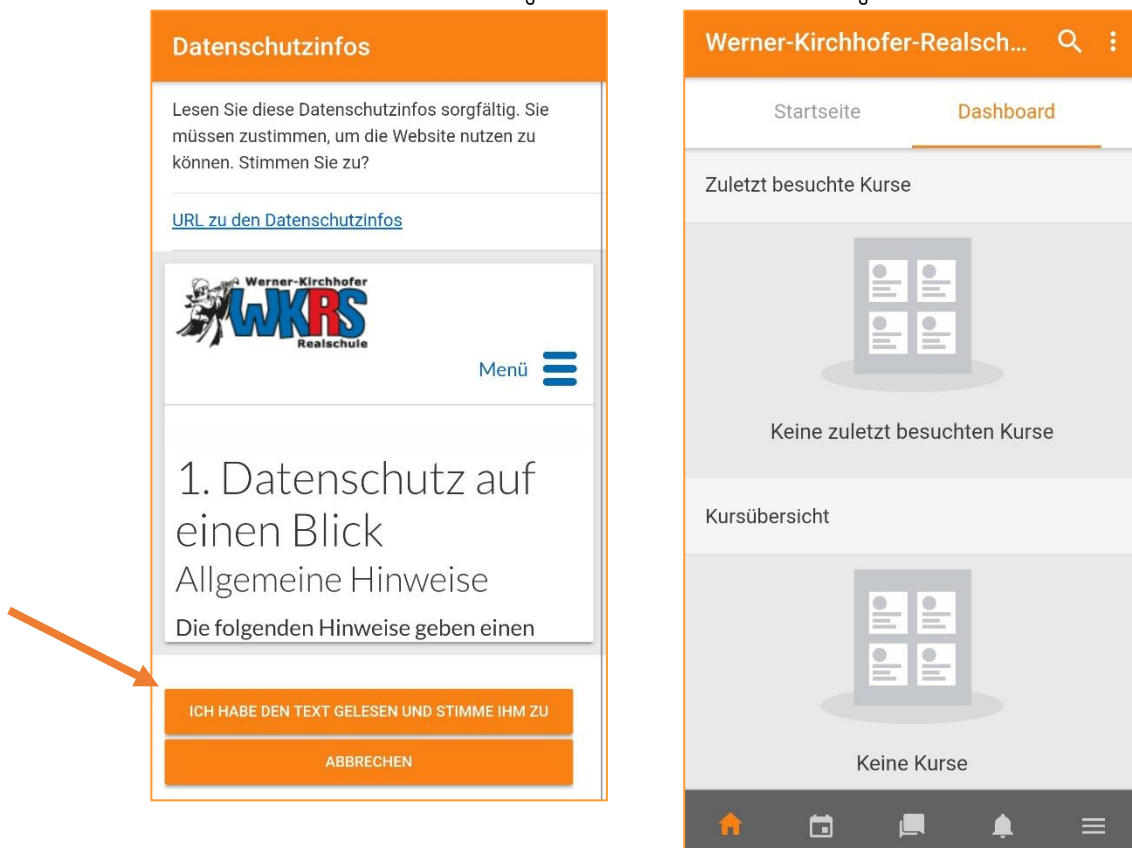 Datenschutzinfos
Lesen Sie diese Datenschutzinfos sorgfältig. Sie
müssen zustimmen, um die Website nutzen zu
können. Stimmen Sie zu?
URL zu den Datenschutzinfos
Werner-Kirchhofer
WKRS
Realschule
Menü
1. Datenschutz auf
einen Blick
Allgemeine Hinweise
Die folgenden Hinweise geben einen
ICH HABE DEN TEXT GELESEN UND STIMME IHM ZU
ABBRECHEN
Werner-Kirchhofer-Realsch...
Startseite Dashboard
Zuletzt besuchte Kurse
Keine zuletzt besuchten Kurse
Kursübersicht
Keine Kurse